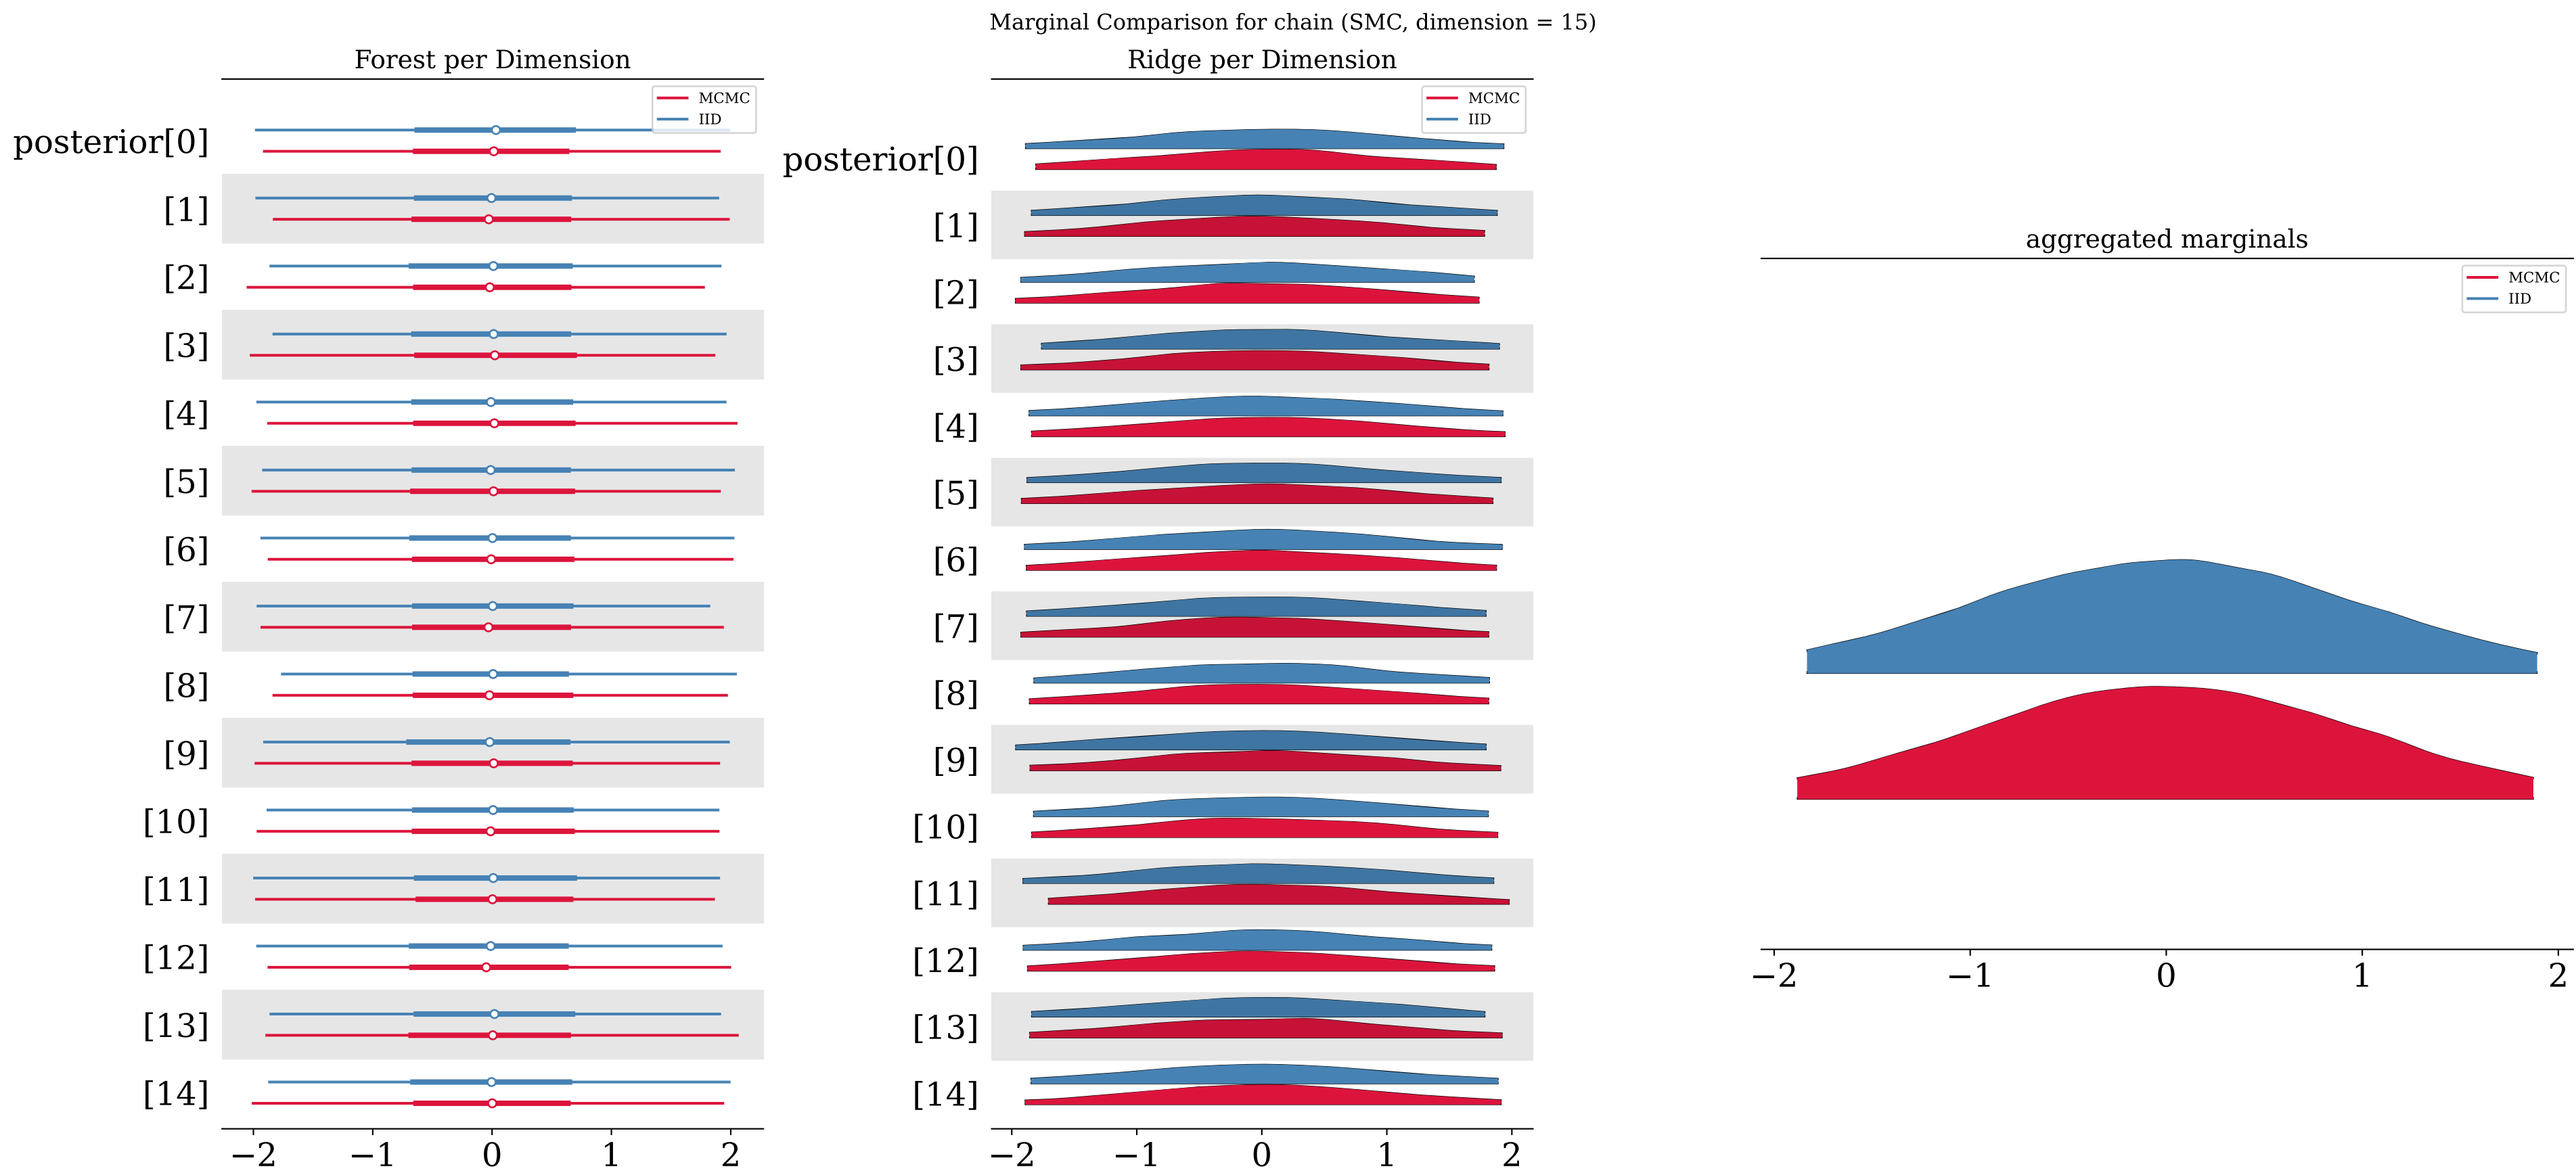 Marginal Comparison for chain (SMC, dimension = 15)
Forest per Dimension
MCMC
IID
posterior[0]
[1]
[2]
[3]
[4]
[5]
[6]
[7]
[8]
[9]
[10]
[11]
[12]
[13]
[14]
−2 −1 0 1 2
Ridge per Dimension
MCMC
IID
posterior[0]
[1]
[2]
[3]
[4]
[5]
[6]
[7]
[8]
[9]
[10]
[11]
[12]
[13]
[14]
−2 −1 0 1 2
aggregated marginals
MCMC
IID
−2 −1 0 1 2